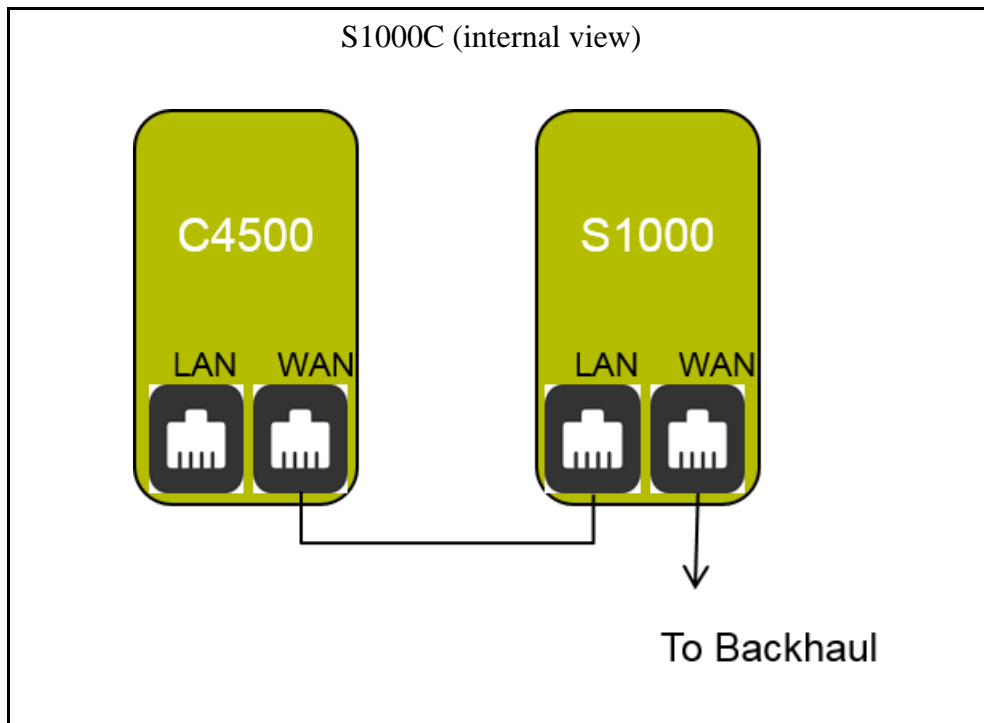 S1000C (internal view)
C4500
S1000
LAN WAN
LAN WAN
To Backhaul